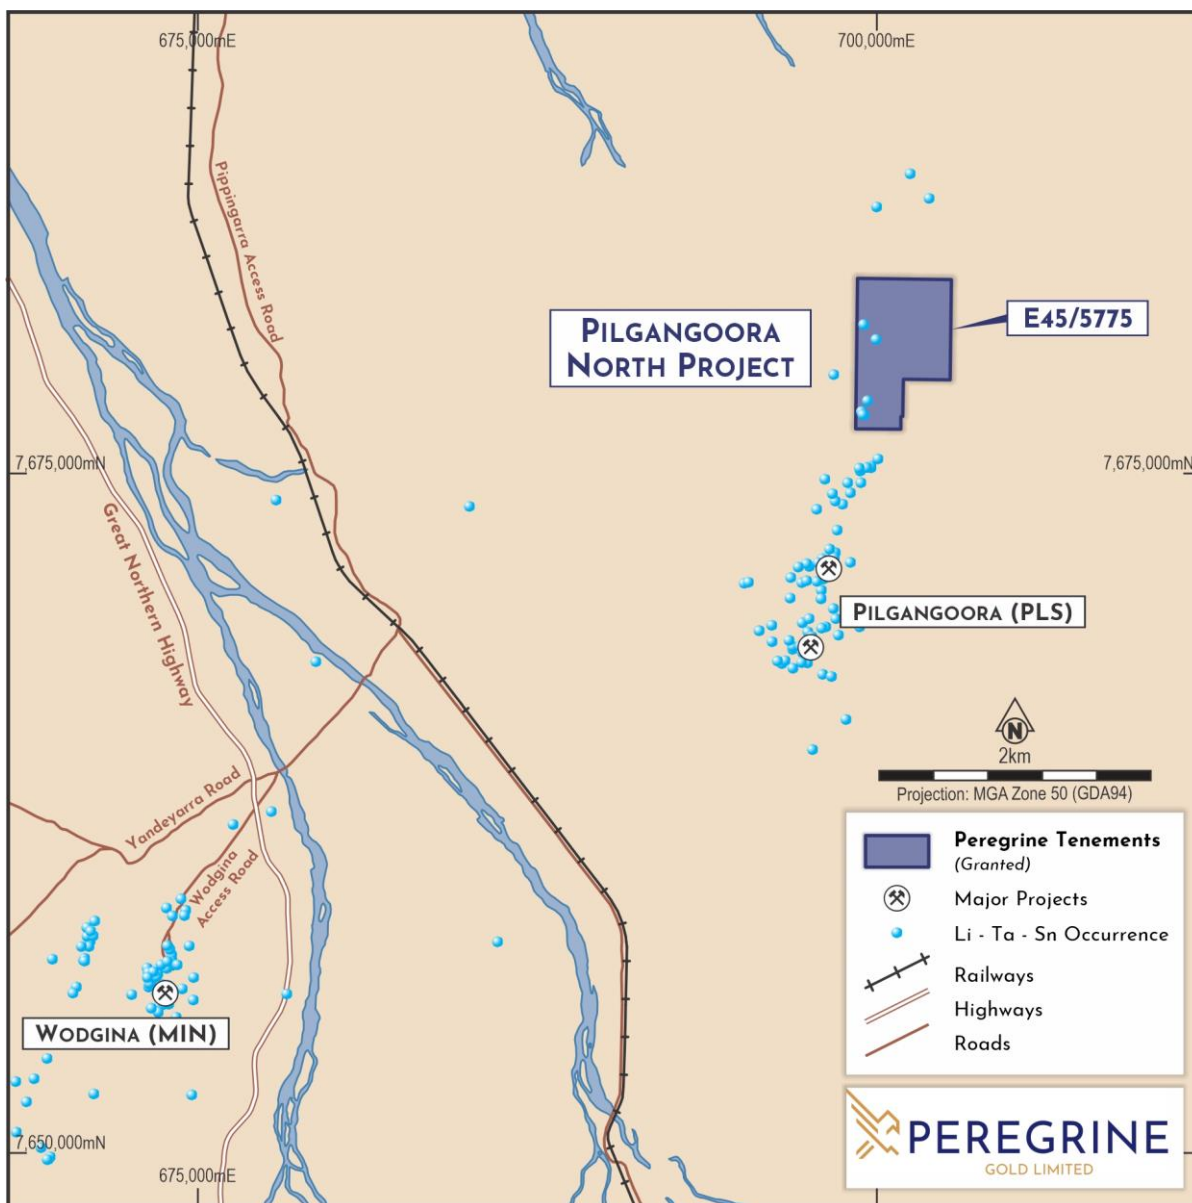 675,000mE
700,000mE
Pippingarra Access Road
PILGANGOORA
NORTH PROJECT
E45/5775
7,675,000mN
7,675,000mN
Great Northern Highway
PILGANGOORA (PLS)
N
2km
Projection: MGA Zone 50 (GDA94)
Yandeyarra Road
Wodgina
Access Road
WODGINA (MIN)
Peregrine Tenements
(Granted)
Major Projects
Li - Ta - Sn Occurrence
Railways
Highways
Roads
7,650,000mN
675,000mE
PEREGRINE
GOLD LIMITED